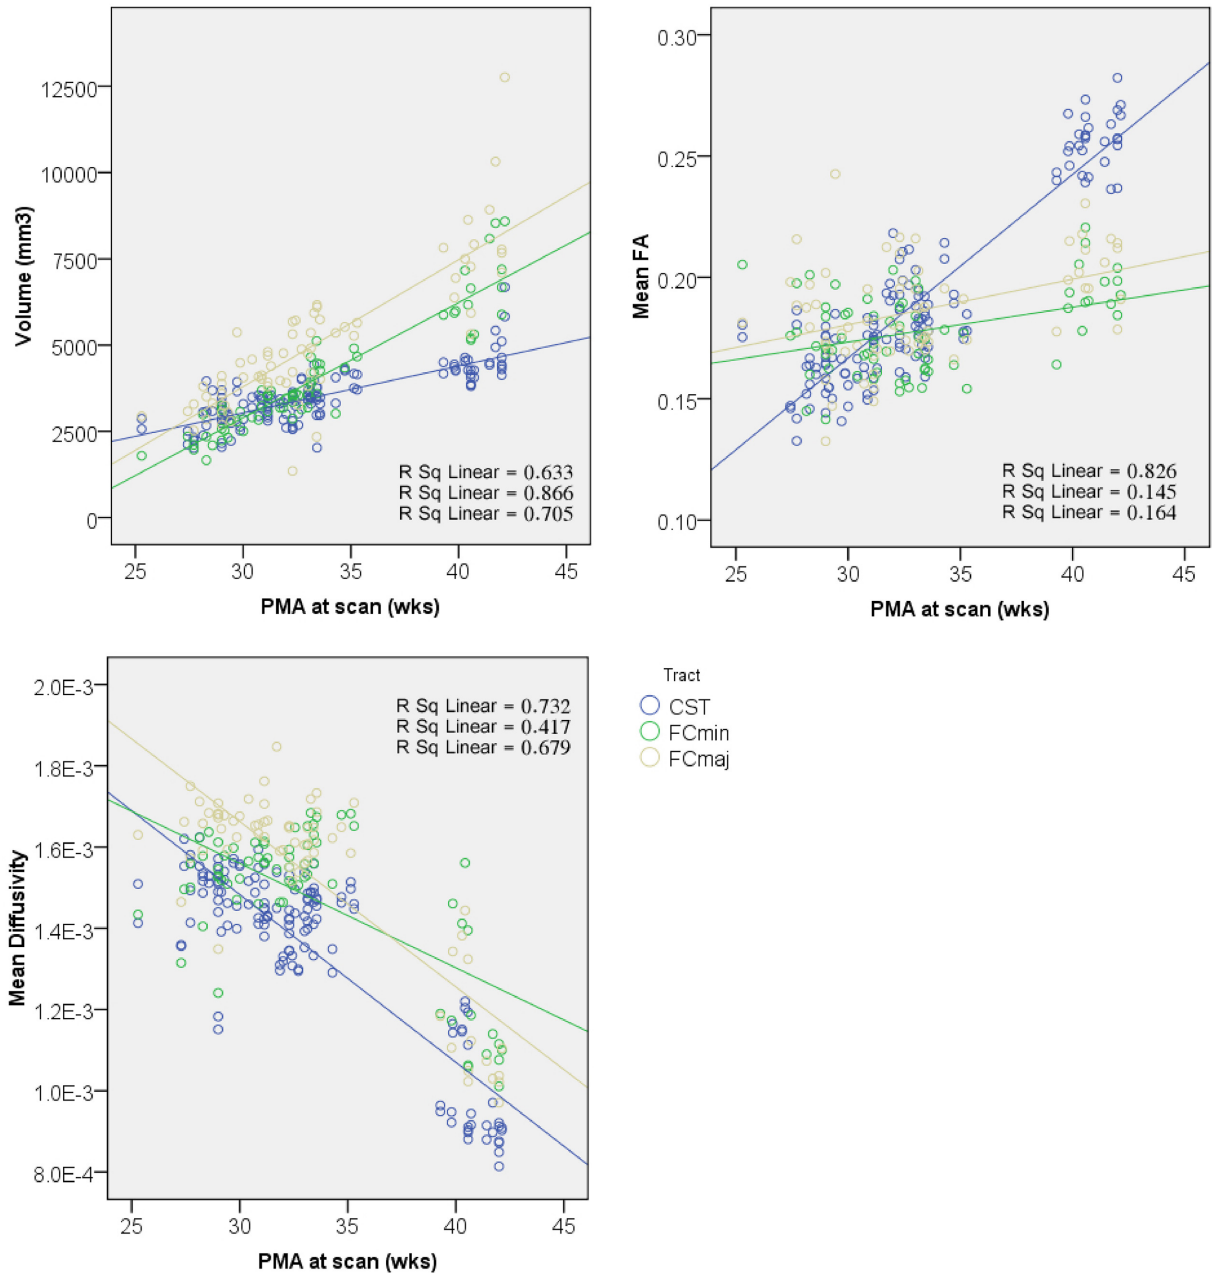 Volume (mm3)
12500
10000
7500
5000
2500
0
R Sq Linear = 0.633
R Sq Linear = 0.866
R Sq Linear = 0.705
25 30 35 40 45
PMA at scan (wks)
Mean FA
0.30
0.25
0.20
0.15
0.10
R Sq Linear = 0.826
R Sq Linear = 0.145
R Sq Linear = 0.164
25 30 35 40 45
PMA at scan (wks)
Mean Diffusivity
2.0E-3
1.8E-3
1.6E-3
1.4E-3
1.2E-3
1.0E-3
8.0E-4
R Sq Linear = 0.732
R Sq Linear = 0.417
R Sq Linear = 0.679
25 30 35 40 45
PMA at scan (wks)
Tract
CST
FCmin
FCmaj